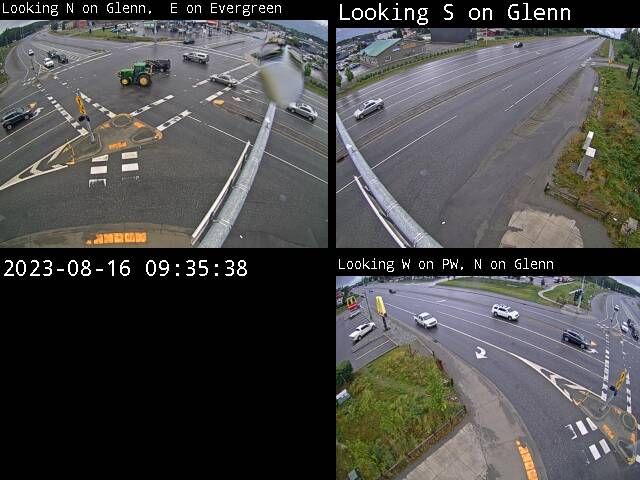 Looking N on Glenn,  E on Evergreen
Looking S on Glenn
2023-08-16 09:35:38
Looking W on PW, N on Glenn